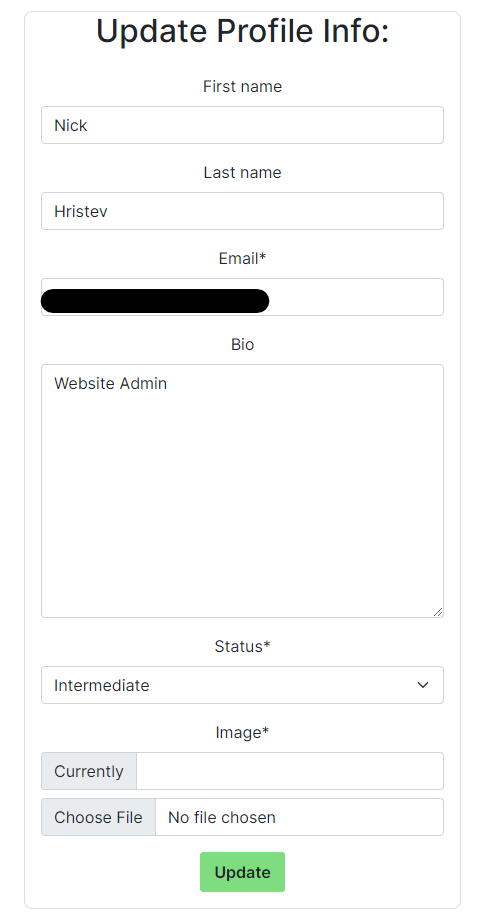 Update Profile Info:
First name
Nick
Last name
Hristev
Email*
Bio
Website Admin
Status*
Intermediate
Image*
Currently
Choose File No file chosen
Update